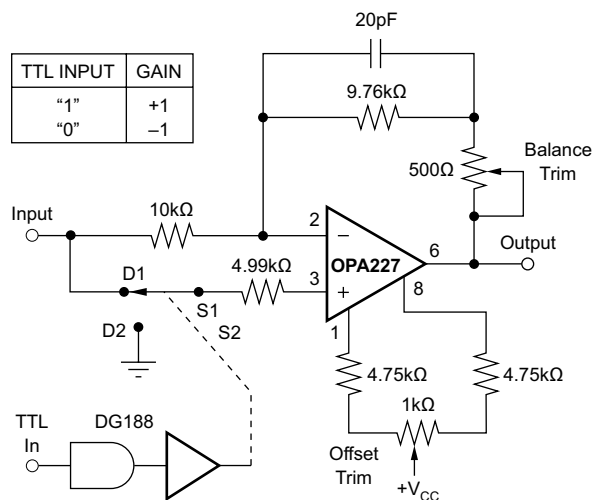 20pF
TTL INPUT GAIN
“1” +1
“0” –1
9.76kΩ
500Ω
Balance
Trim
Input
10kΩ
2
–
OPA227
6
Output
D1
S1
4.99kΩ
3
+
8
D2
S2
1
4.75kΩ
4.75kΩ
1kΩ
TTL
In
DG188
Offset
Trim
+VCC